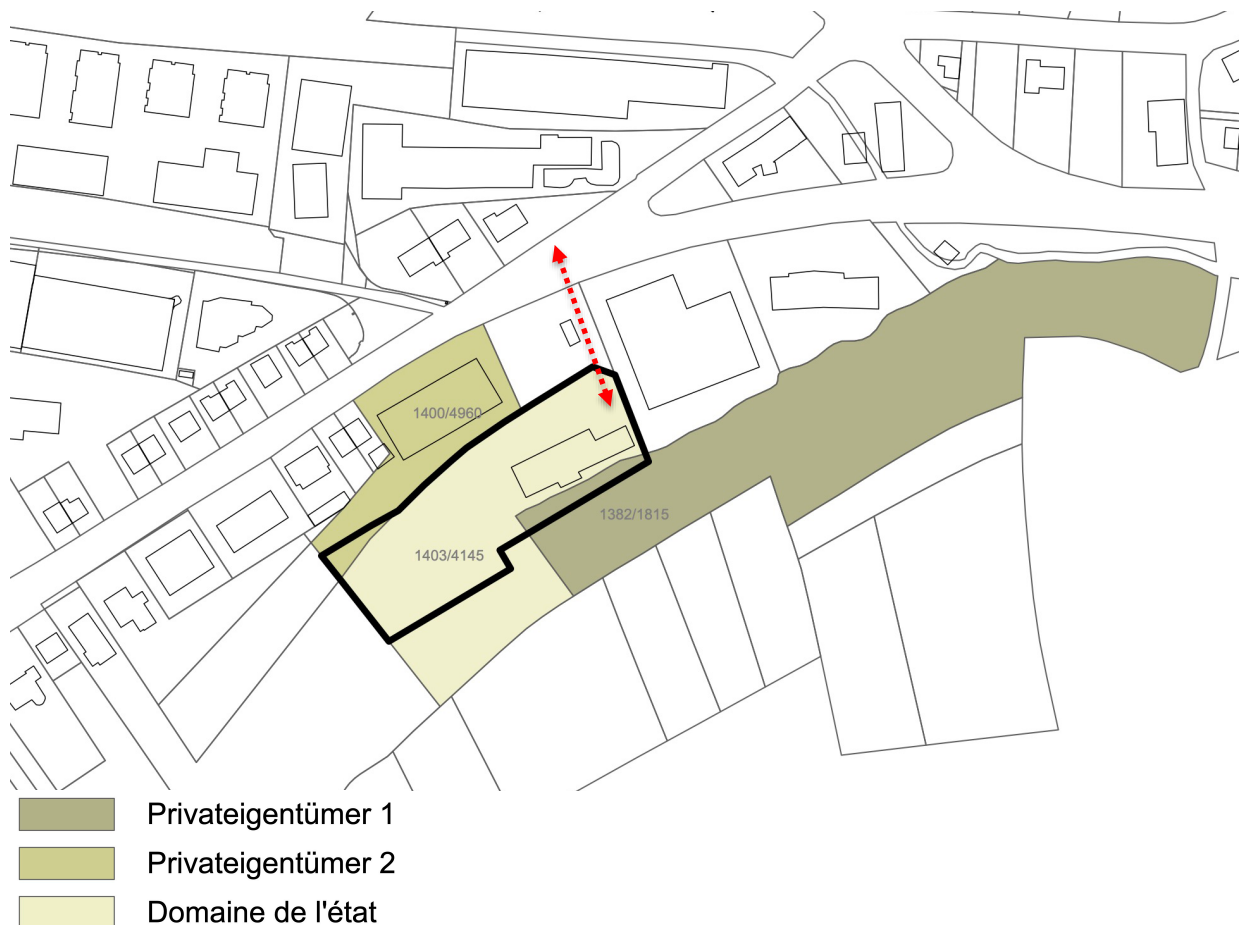 1400/4960
1382/1815
1403/4145
Privateigentümer 1
Privateigentümer 2
Domaine de l'état